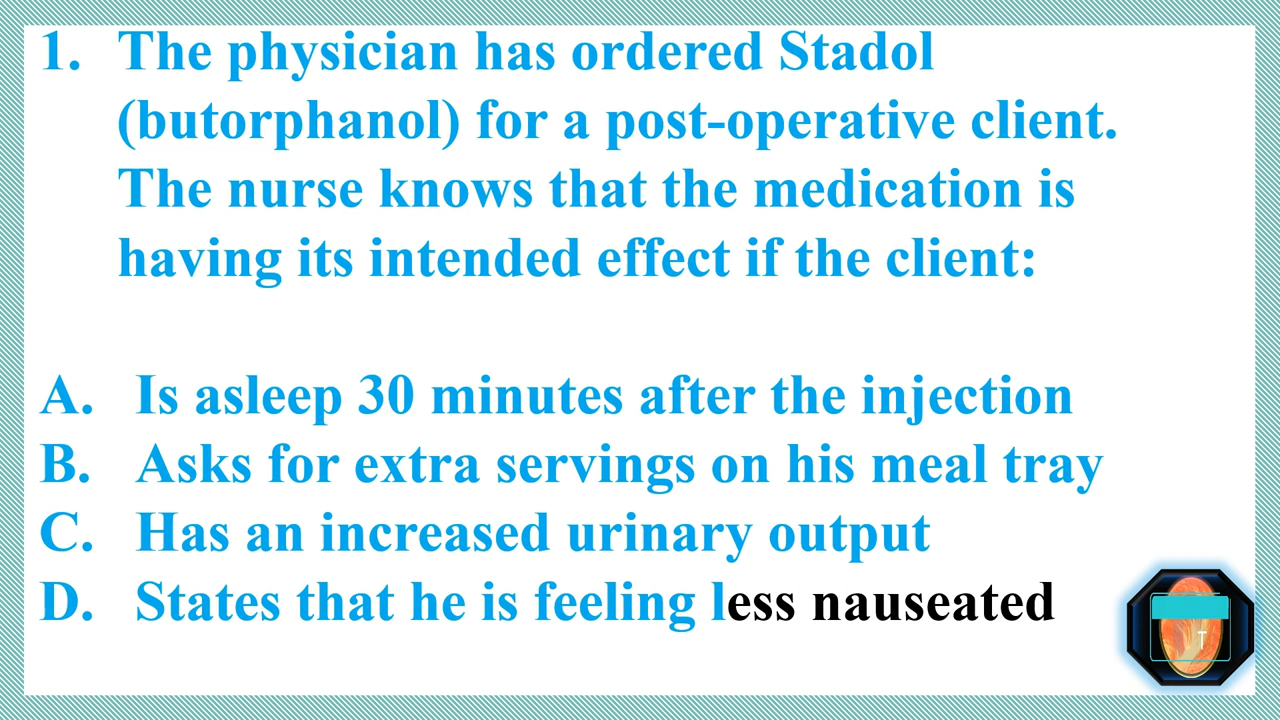 1. The physician has ordered Stadol
(butorphanol) for a post-operative client.
The nurse knows that the medication is
having its intended effect if the client:
A. Is asleep 30 minutes after the injection
B. Asks for extra servings on his meal tray
C. Has an increased urinary output
D. States that he is feeling less nauseated
T